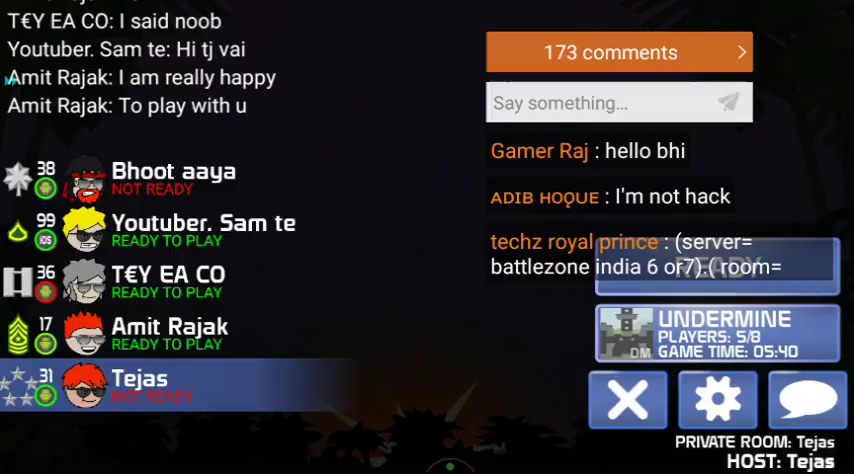 T€Y EA CO: I said noob
Youtuber. Sam te: Hi tj vai
Amit Rajak: I am really happy
Amit Rajak: To play with u
38
Bhoot aaya
NOT READY
99
iOS
Youtuber. Sam te
READY TO PLAY
36
T€Y EA CO
READY TO PLAY
17
Amit Rajak
READY TO PLAY
31
Tejas
NOT READY
173 comments
Say something...
Gamer Raj : hello bhi
ᴀᴅɪʙ ʜᴏǫᴜᴇ : I'm not hack
techz royal prince : (server=
battlezone india 6 or7).( room=
READY
UNDERMINE
PLAYERS: 5/8
DM
GAME TIME: 05:40
PRIVATE ROOM: Tejas
HOST: Tejas